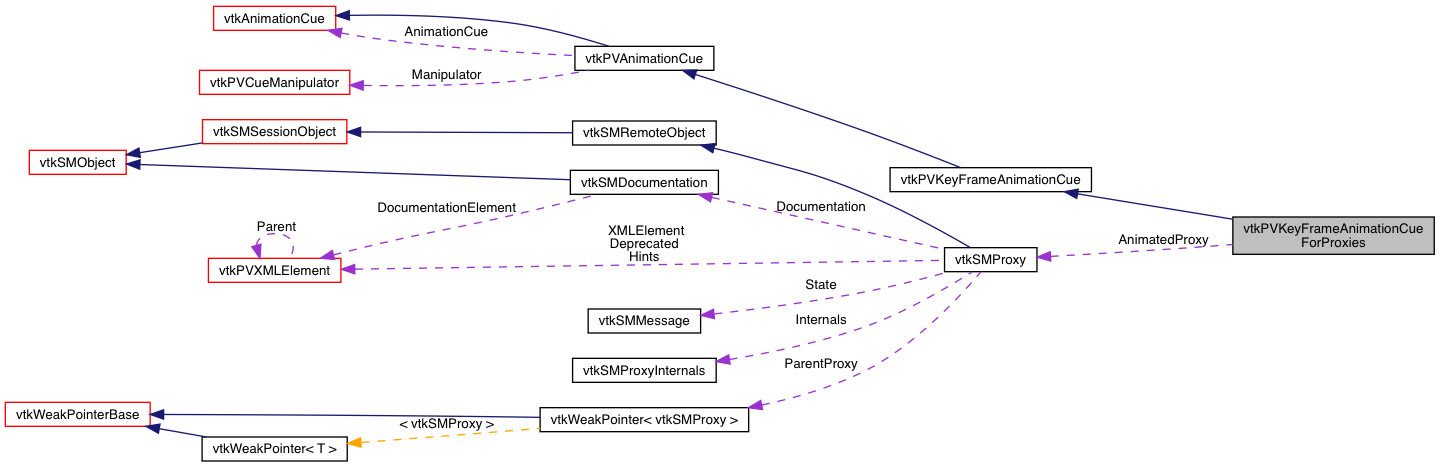 vtkAnimationCue
AnimationCue
vtkPVAnimationCue
vtkPVCueManipulator
Manipulator
vtkSMSessionObject
vtkSMRemoteObject
vtkSMObject
vtkSMDocumentation
vtkPVKeyFrameAnimationCue
DocumentationElement
Documentation
Parent
vtkPVXMLElement
XMLElement
Deprecated
Hints
vtkSMProxy
AnimatedProxy
vtkPVKeyFrameAnimationCue
ForProxies
State
vtkSMMessage
Internals
vtkSMProxyInternals
ParentProxy
vtkWeakPointerBase
< vtkSMProxy >
vtkWeakPointer< vtkSMProxy >
vtkWeakPointer< T >